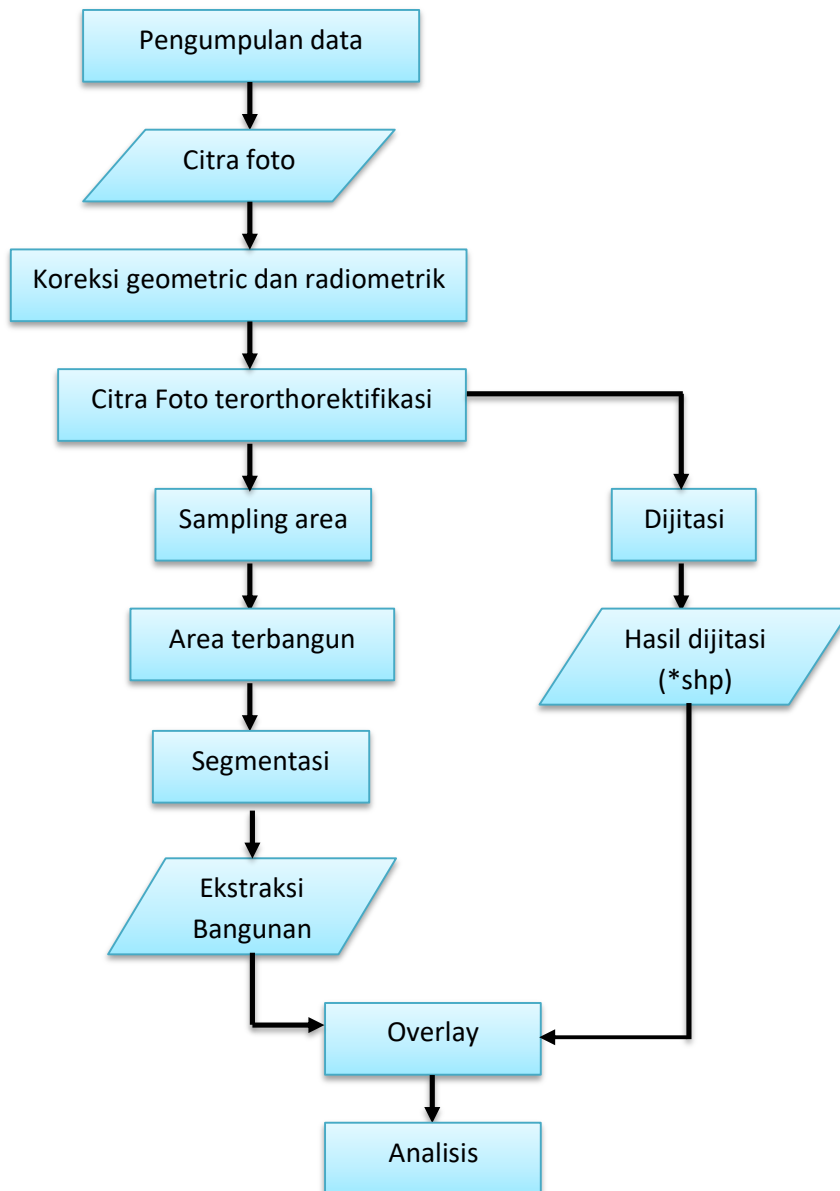 Pengumpulan data
Citra foto
Koreksi geometric dan radiometrik
Citra Foto terorthorektifikasi
Sampling area
Dijitasi
Area terbangun
Hasil dijitasi
(*shp)
Segmentasi
Ekstraksi
Bangunan
Overlay
Analisis